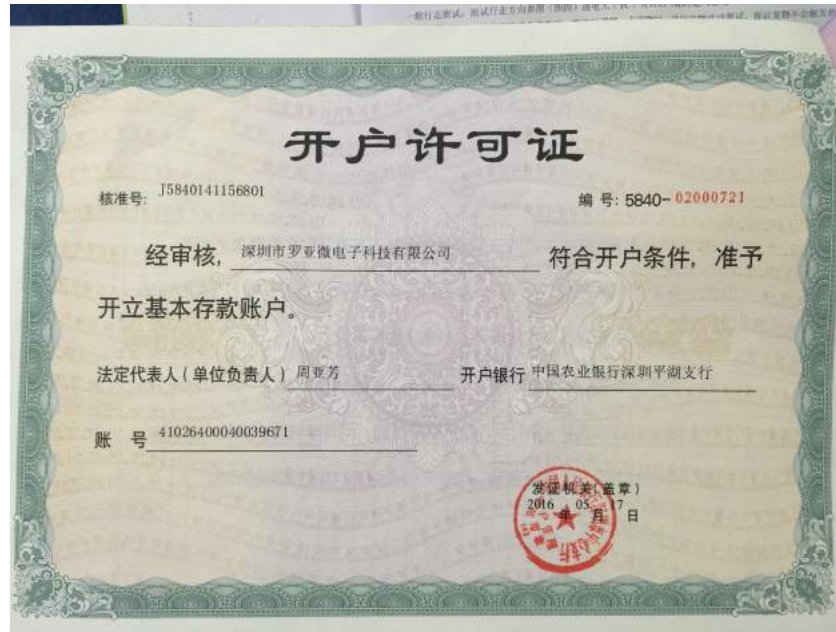 开户许可证
核准号: J5840141156801
编 号: 5840-02000721
经审核, 深圳市罗亚微电子科技有限公司 符合开户条件, 准予
开立基本存款账户。
法定代表人(单位负责人) 周亚芳 开户银行 中国农业银行深圳平湖支行
账 号 41026400040039671
发证机关(盖章)
2016 年 05 月 17 日